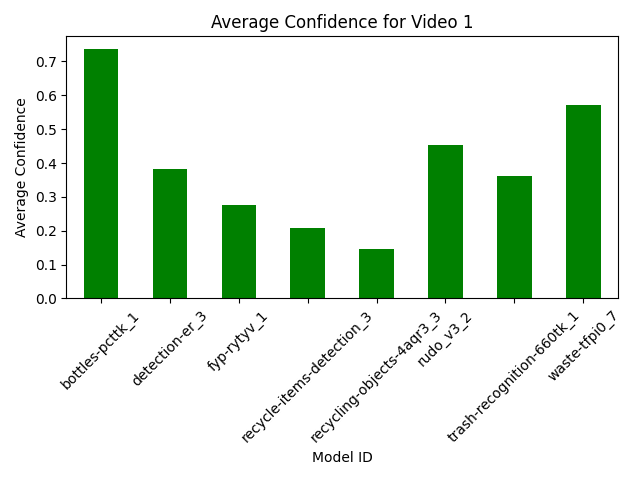 Average Confidence for Video 1
Average Confidence
0.7
0.6
0.5
0.4
0.3
0.2
0.1
0.0
bottles-pcttk_1
detection-er_3
fyp-rytyv_1
recycle-items-detection_3
recycling-objects-4aqr3_3
rudo_v3_2
trash-recognition-660tk_1
waste-tfpi0_7
Model ID